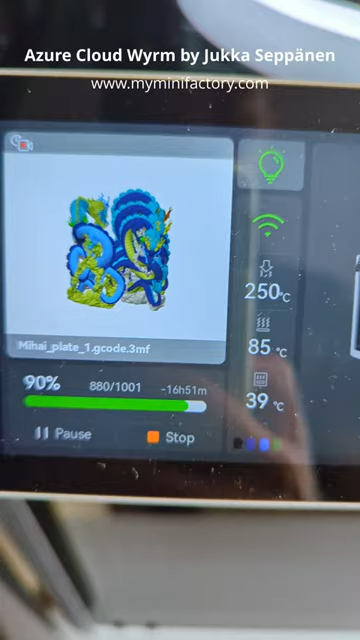 Azure Cloud Wyrm by Jukka Seppänen
www.myminifactory.com
Mihai_plate_1.gcode.3mf
250°C
85 °C
39 °C
90% 880/1001 -16h51m
Pause Stop